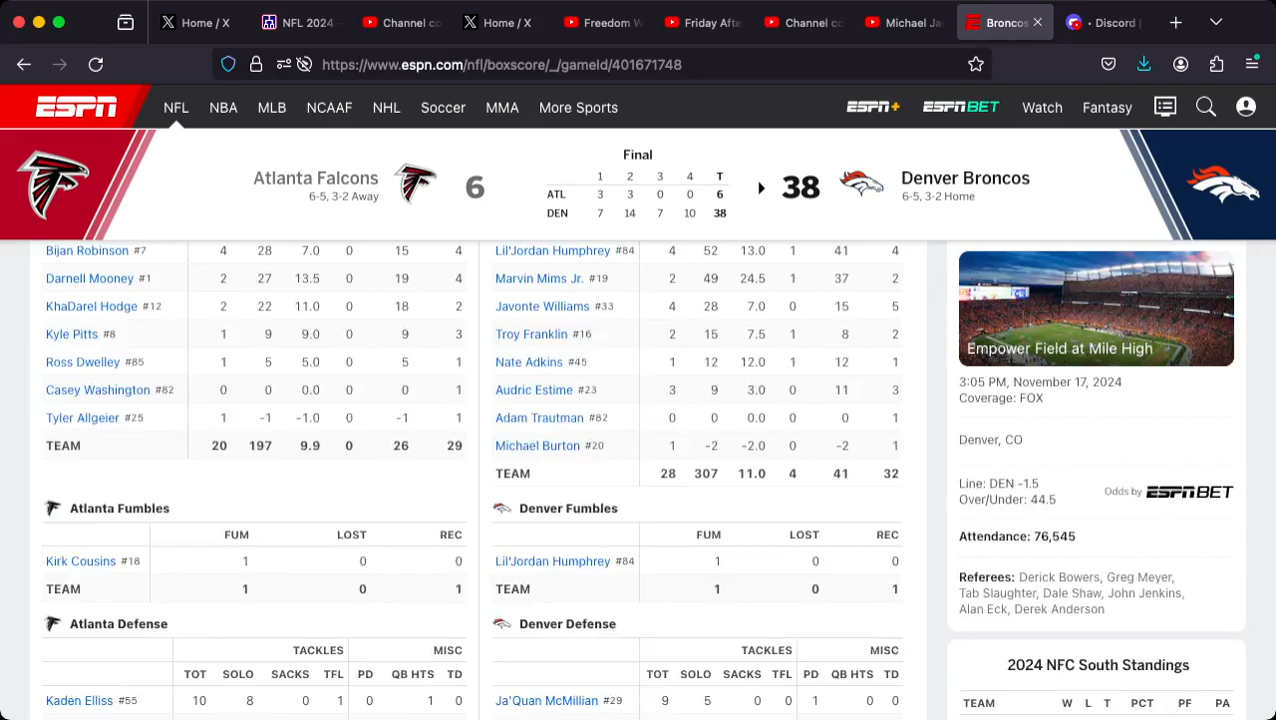 Home / X
NFL 2024
Channel co
Home / X
Freedom W
Friday Afte
Channel co
Michael Ja
Broncos
Discord |
https://www.espn.com/nfl/boxscore/_/gameId/401671748
ESPN
NFL
NBA
MLB
NCAAF
NHL
Soccer
MMA
More Sports
ESPN+
ESPN BET
Watch
Fantasy
Final
Atlanta Falcons
6-5, 3-2 Away
6
1 2 3 4 T
ATL 3 3 0 0 6
DEN 7 14 7 10 38
38
Denver Broncos
6-5, 3-2 Home
Bijan Robinson #7 4 28 7.0 0 15 4
Darnell Mooney #1 2 27 13.5 0 19 4
KhaDarel Hodge #12 2 22 11.0 0 18 2
Kyle Pitts #8 1 9 9.0 0 9 3
Ross Dwelley #85 1 5 5.0 0 5 1
Casey Washington #82 0 0 0.0 0 0 1
Tyler Allgeier #25 1 -1 -1.0 0 -1 1
TEAM 20 197 9.9 0 26 29
Lil'Jordan Humphrey #84 4 52 13.0 1 41 4
Marvin Mims Jr. #19 2 49 24.5 1 37 2
Javonte Williams #33 4 28 7.0 0 15 5
Troy Franklin #16 2 15 7.5 1 8 2
Nate Adkins #45 1 12 12.0 1 12 1
Audric Estime #23 3 9 3.0 0 11 3
Adam Trautman #82 0 0 0.0 0 0 1
Michael Burton #20 1 -2 -2.0 0 -2 1
TEAM 28 307 11.0 4 41 32
Atlanta Fumbles
FUM LOST REC
Kirk Cousins #18 1 0 0
TEAM 1 0 1
Denver Fumbles
FUM LOST REC
Lil'Jordan Humphrey #84 1 0 0
TEAM 1 0 1
Atlanta Defense
TACKLES MISC
TOT SOLO SACKS TFL PD QB HTS TD
Kaden Elliss #55 10 8 0 1 0 1 0
Denver Defense
TACKLES MISC
TOT SOLO SACKS TFL PD QB HTS TD
Ja'Quan McMillian #29 9 5 0 0 1 0 0
Empower Field at Mile High
3:05 PM, November 17, 2024
Coverage: FOX
Denver, CO
Line: DEN -1.5
Over/Under: 44.5
Odds by ESPN BET
Attendance: 76,545
Referees: Derick Bowers, Greg Meyer,
Tab Slaughter, Dale Shaw, John Jenkins,
Alan Eck, Derek Anderson
2024 NFC South Standings
TEAM W L T PCT PF PA